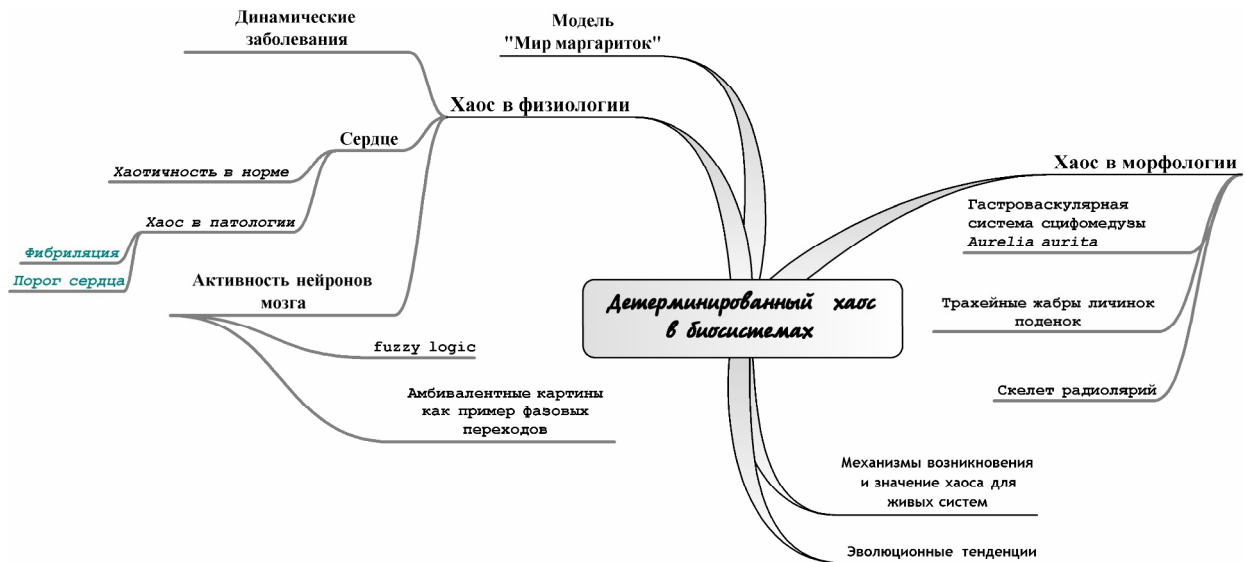 Динамические
заболевания
Модель
"Мир маргариток"
Хаос в физиологии
Сердце
Хаотичность в норме
Хаос в патологии
Фибриляция
Порог сердца
Активность нейронов
мозга
fuzzy logic
Амбивалентные картины
как пример фазовых
переходов
Детерминированный хаос
в биосистемах
Хаос в морфологии
Гастроваскулярная
система сцифомедузы
Aurelia aurita
Трахейные жабры личинок
поденок
Скелет радиолярий
Механизмы возникновения
и значение хаоса для
живых систем
Эволюционные тенденции